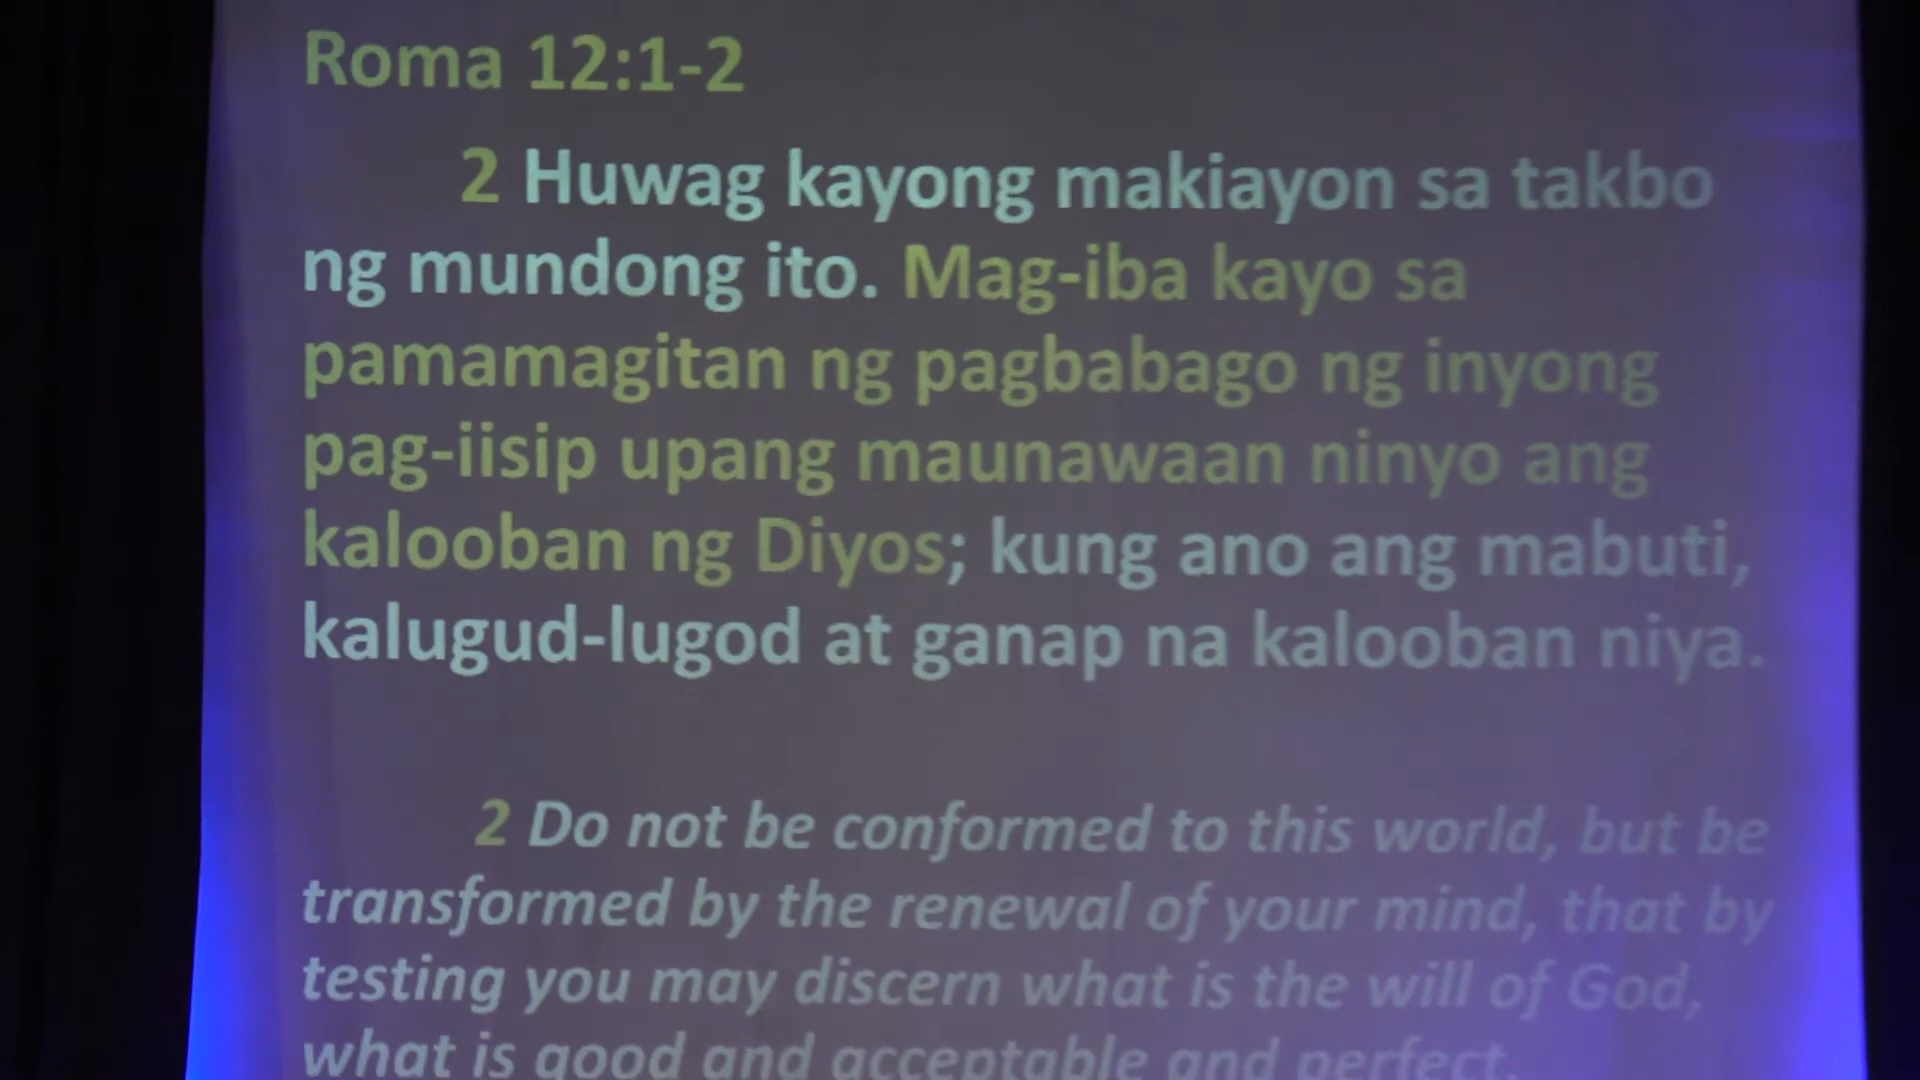 Roma 12:1-2
2 Huwag kayong makiayon sa takbo
ng mundong ito. Mag-iba kayo sa
pamamagitan ng pagbabago ng inyong
pag-iisip upang maunawaan ninyo ang
kalooban ng Diyos; kung ano ang mabuti,
kalugud-lugod at ganap na kalooban niya.
2 Do not be conformed to this world, but be
transformed by the renewal of your mind, that by
testing you may discern what is the will of God,
what is good and acceptable and perfect.